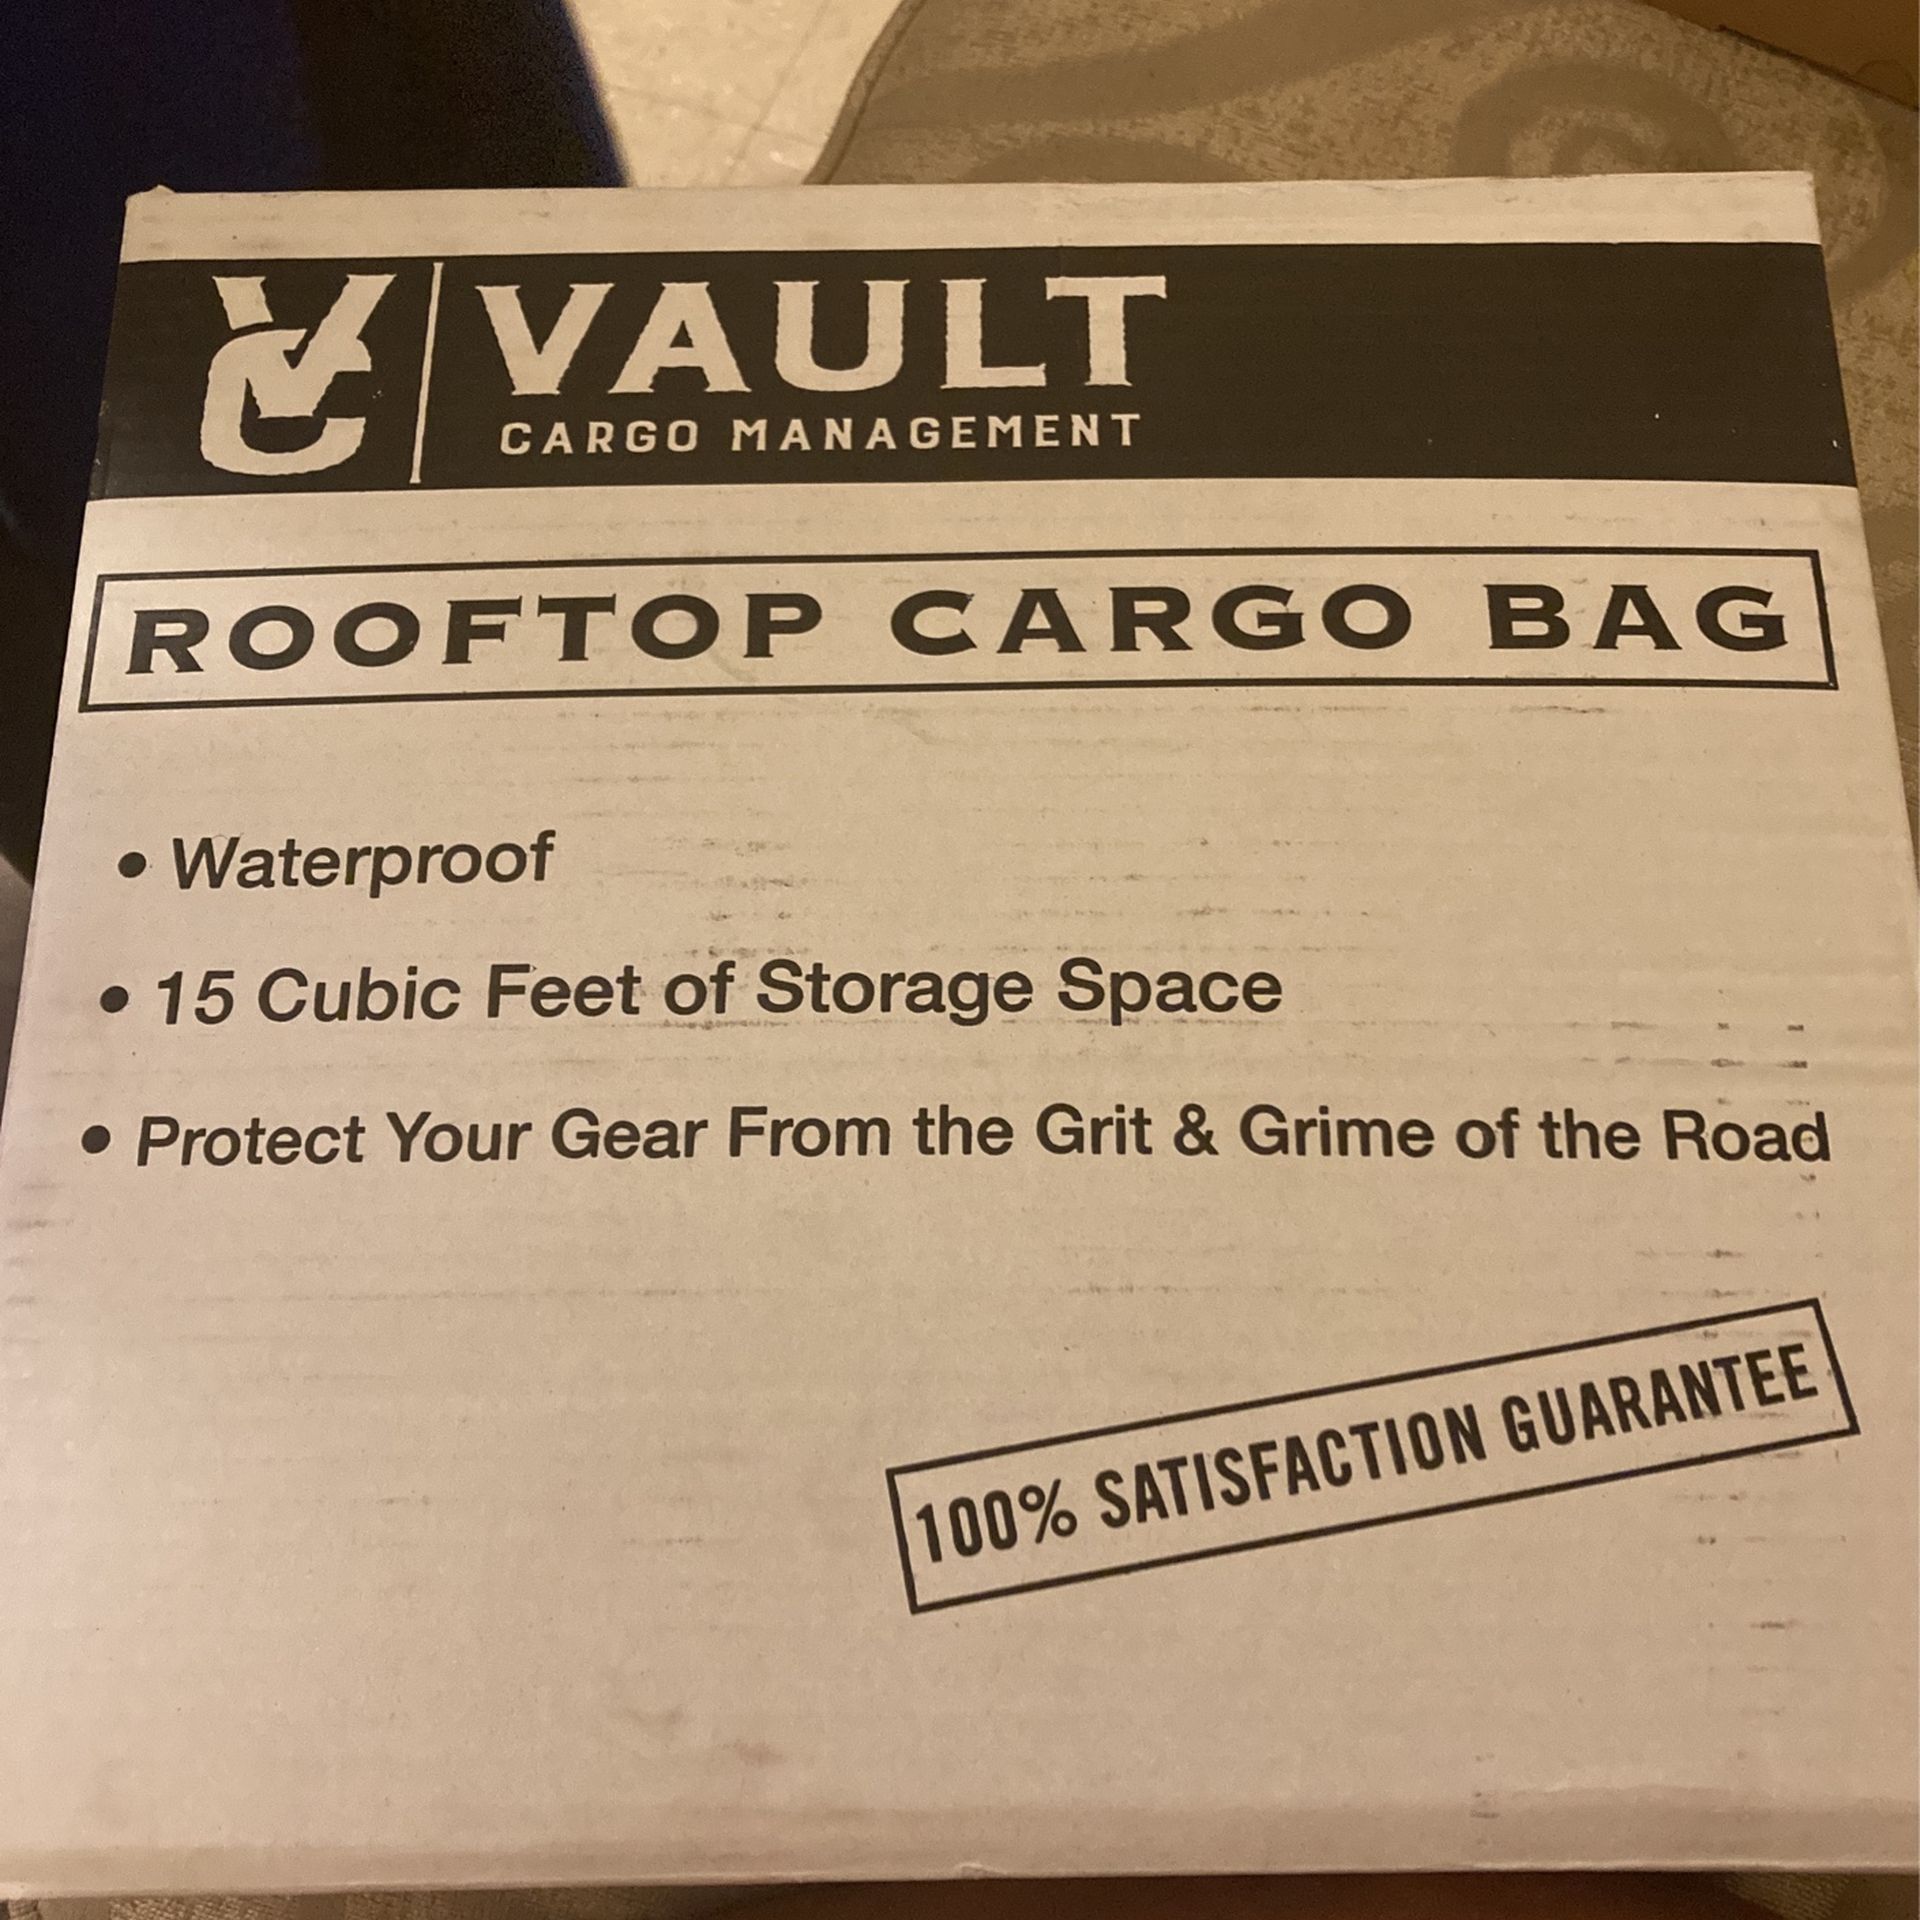 VC VAULT
CARGO MANAGEMENT
ROOFTOP CARGO BAG
• Waterproof
• 15 Cubic Feet of Storage Space
• Protect Your Gear From the Grit & Grime of the Road
100% SATISFACTION GUARANTEE